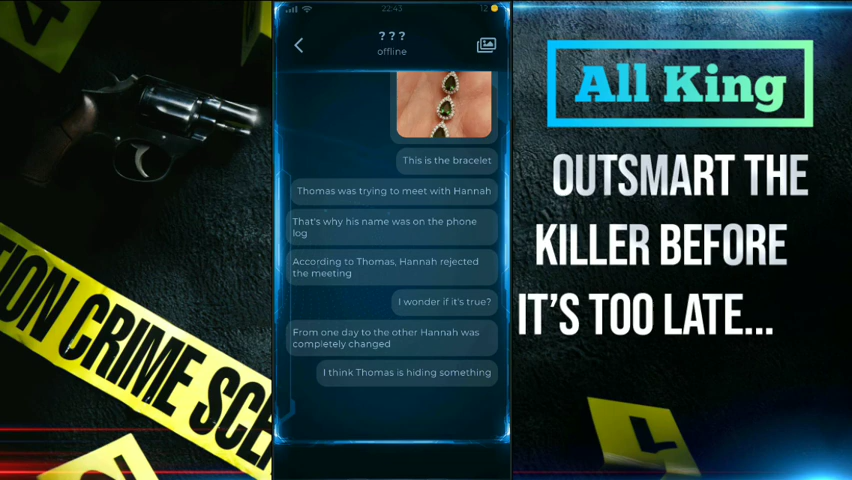 22:43
12
? ? ?
offline
This is the bracelet
Thomas was trying to meet with Hannah
That's why his name was on the phone
log
According to Thomas, Hannah rejected
the meeting
I wonder if it's true?
From one day to the other Hannah was
completely changed
I think Thomas is hiding something
All King
OUTSMART THE
KILLER BEFORE
IT'S TOO LATE...
4
ION CRIME SCE